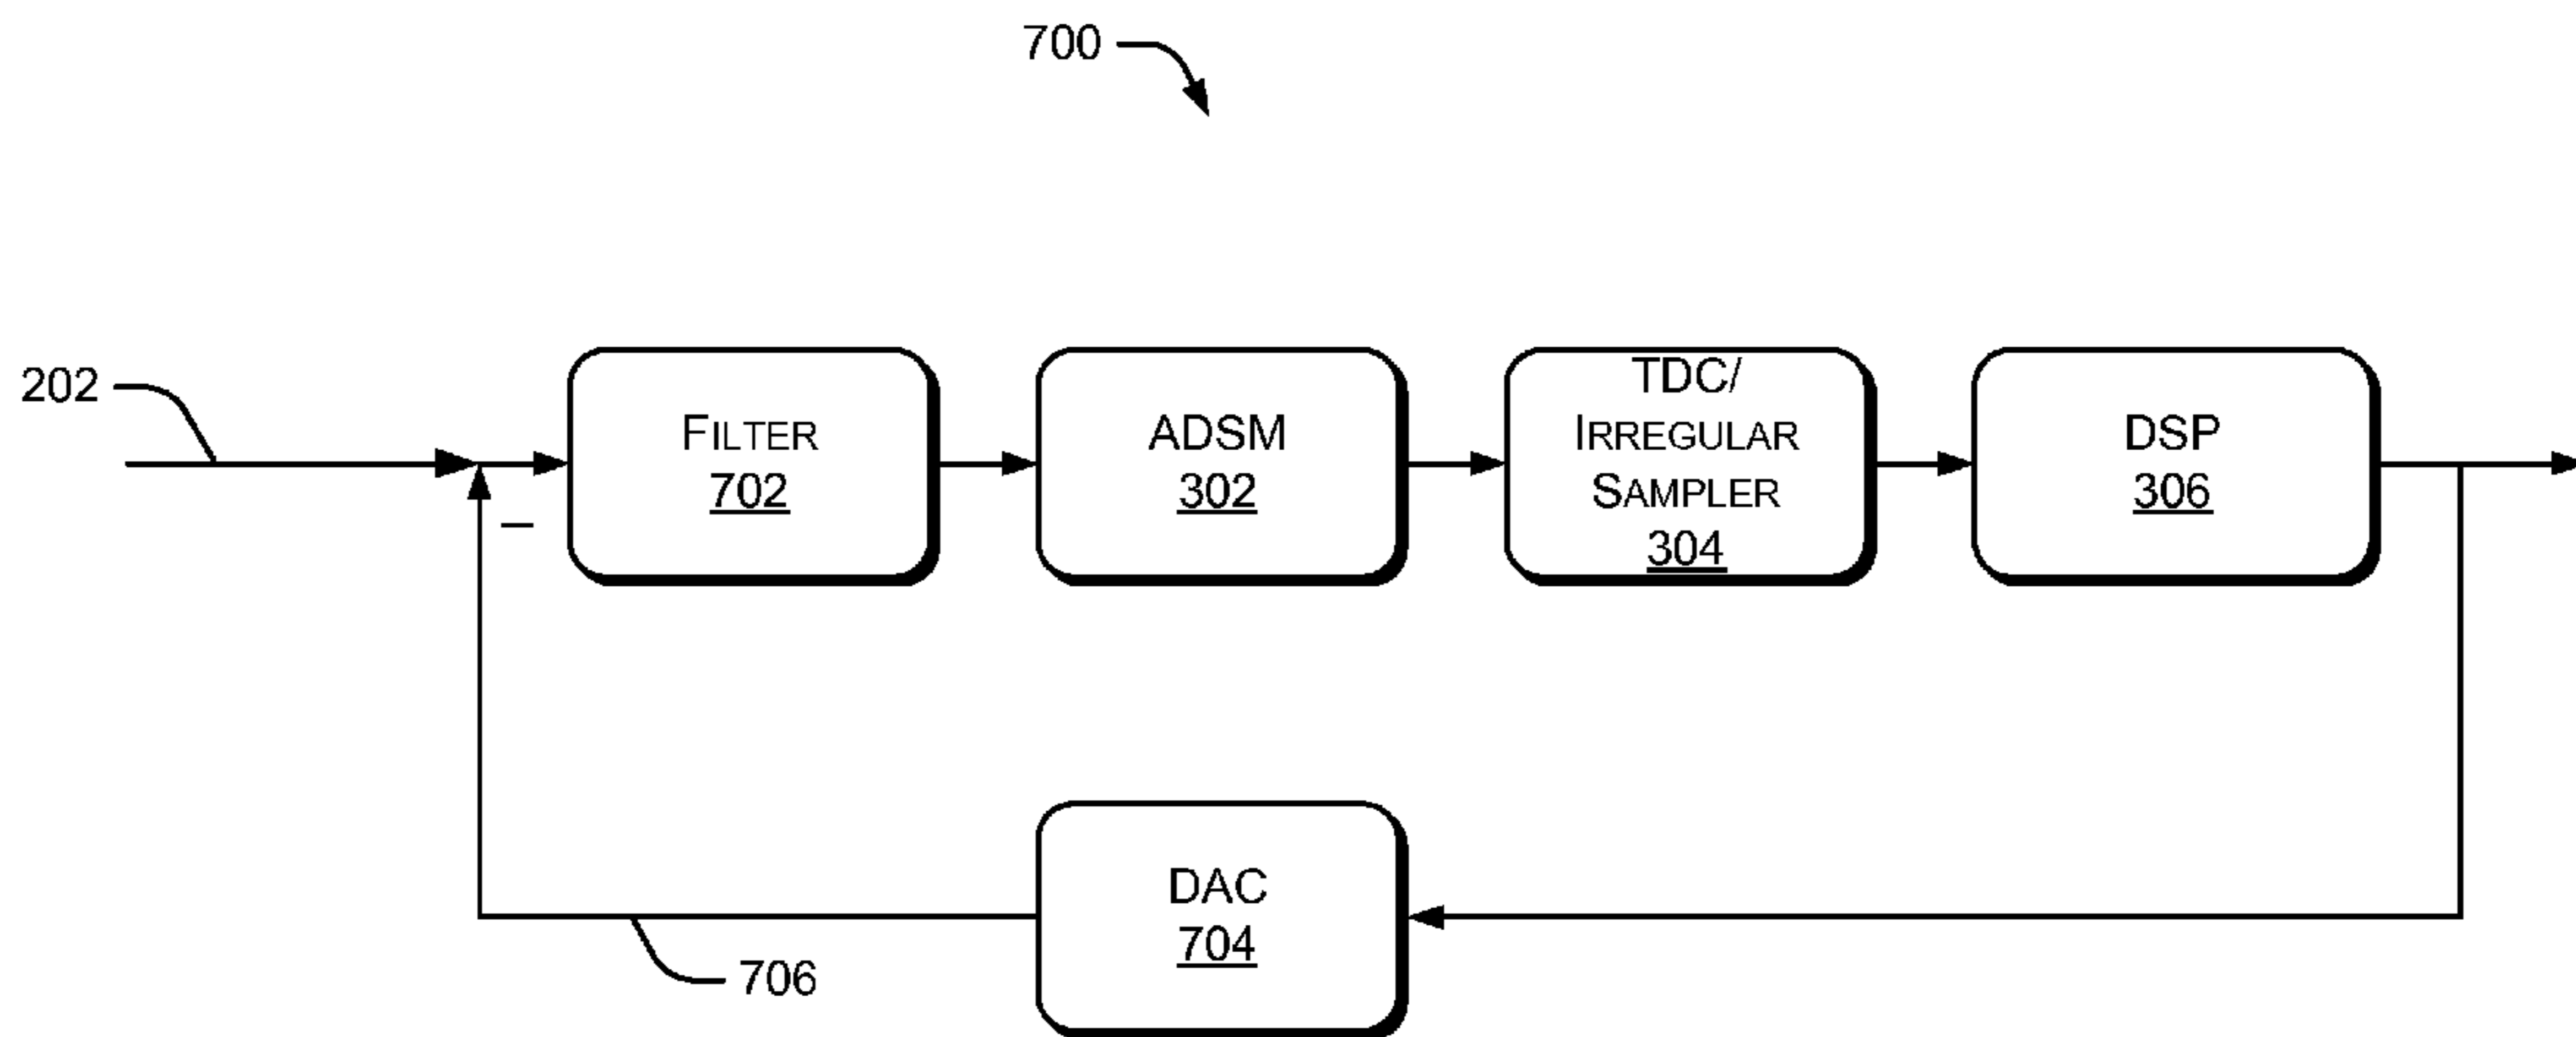 700
202
FILTER
702
ADSM
302
TDC/
IRREGULAR
SAMPLER
304
DSP
306
–
DAC
704
706